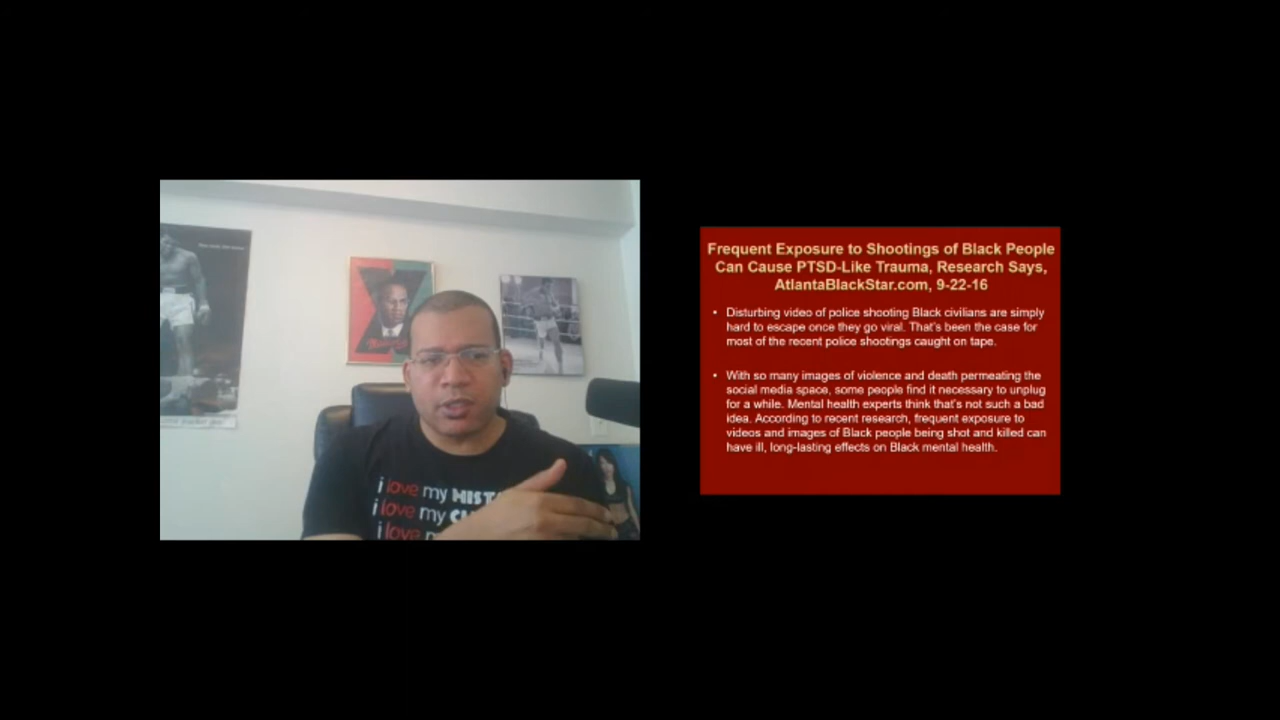 i love my HIST
i love my C
i love m
Frequent Exposure to Shootings of Black People
Can Cause PTSD-Like Trauma, Research Says,
AtlantaBlackStar.com, 9-22-16
• Disturbing video of police shooting Black civilians are simply
hard to escape once they go viral. That's been the case for
most of the recent police shootings caught on tape.
• With so many images of violence and death permeating the
social media space, some people find it necessary to unplug
for a while. Mental health experts think that's not such a bad
idea. According to recent research, frequent exposure to
videos and images of Black people being shot and killed can
have ill, long-lasting effects on Black mental health.